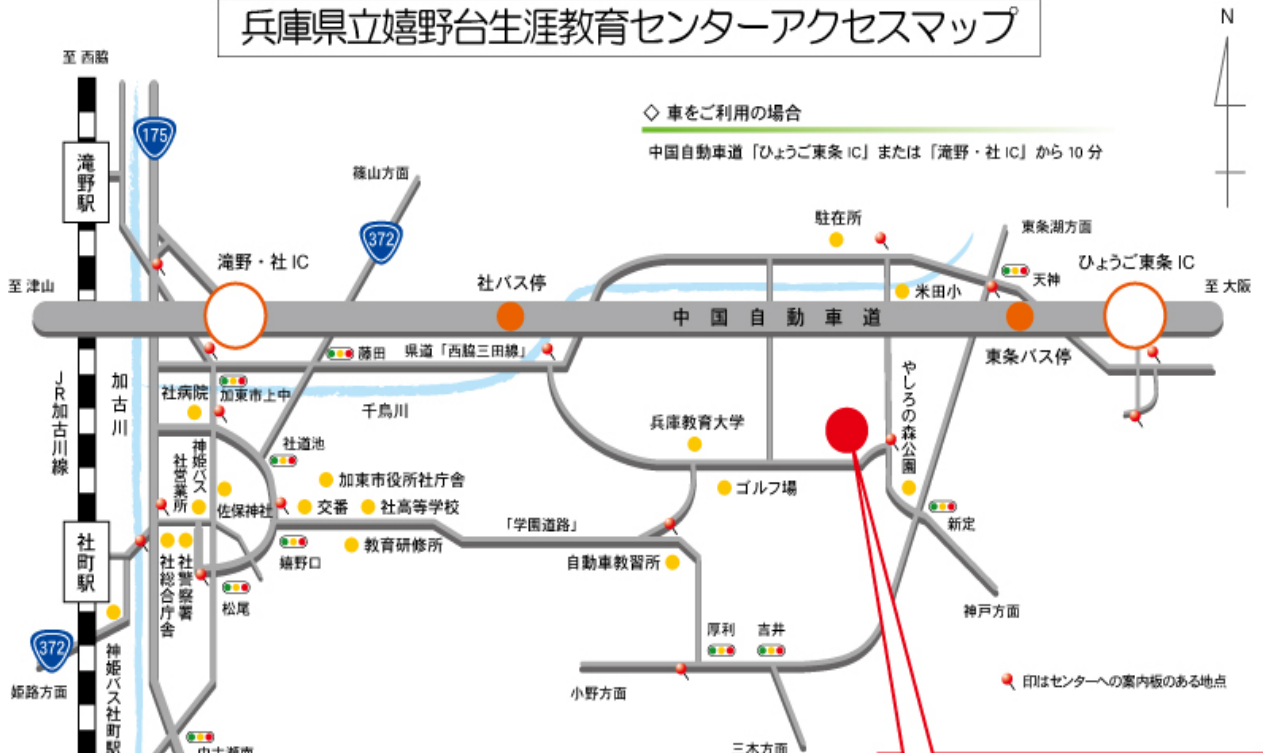 兵庫県立嬉野台生涯教育センターアクセスマップ
N
至 西脇
175
◇ 車をご利用の場合
中国自動車道「ひょうご東条 IC」または「滝野・社 IC」から 10 分
滝野駅
篠山方面
372
駐在所
東条湖方面
滝野・社 IC
社バス停
天神
ひょうご東条 IC
至 津山
米田小
至 大阪
中国自動車道
藤田
県道「西脇三田線」
東条バス停
JR加古川線
加古川
社病院
加東市上中
千鳥川
やしろの森公園
兵庫教育大学
社道池
神姫バス
社営業所
加東市役所社庁舎
ゴルフ場
佐保神社
交番
社高等学校
「学園道路」
新定
社町駅
嬉野口
教育研修所
自動車教習所
社総合庁舎
社警察署
松尾
神戸方面
372
厚利
吉井
姫路方面
神姫バス社町駅
小野方面
印はセンターへの案内板のある地点
三木方面